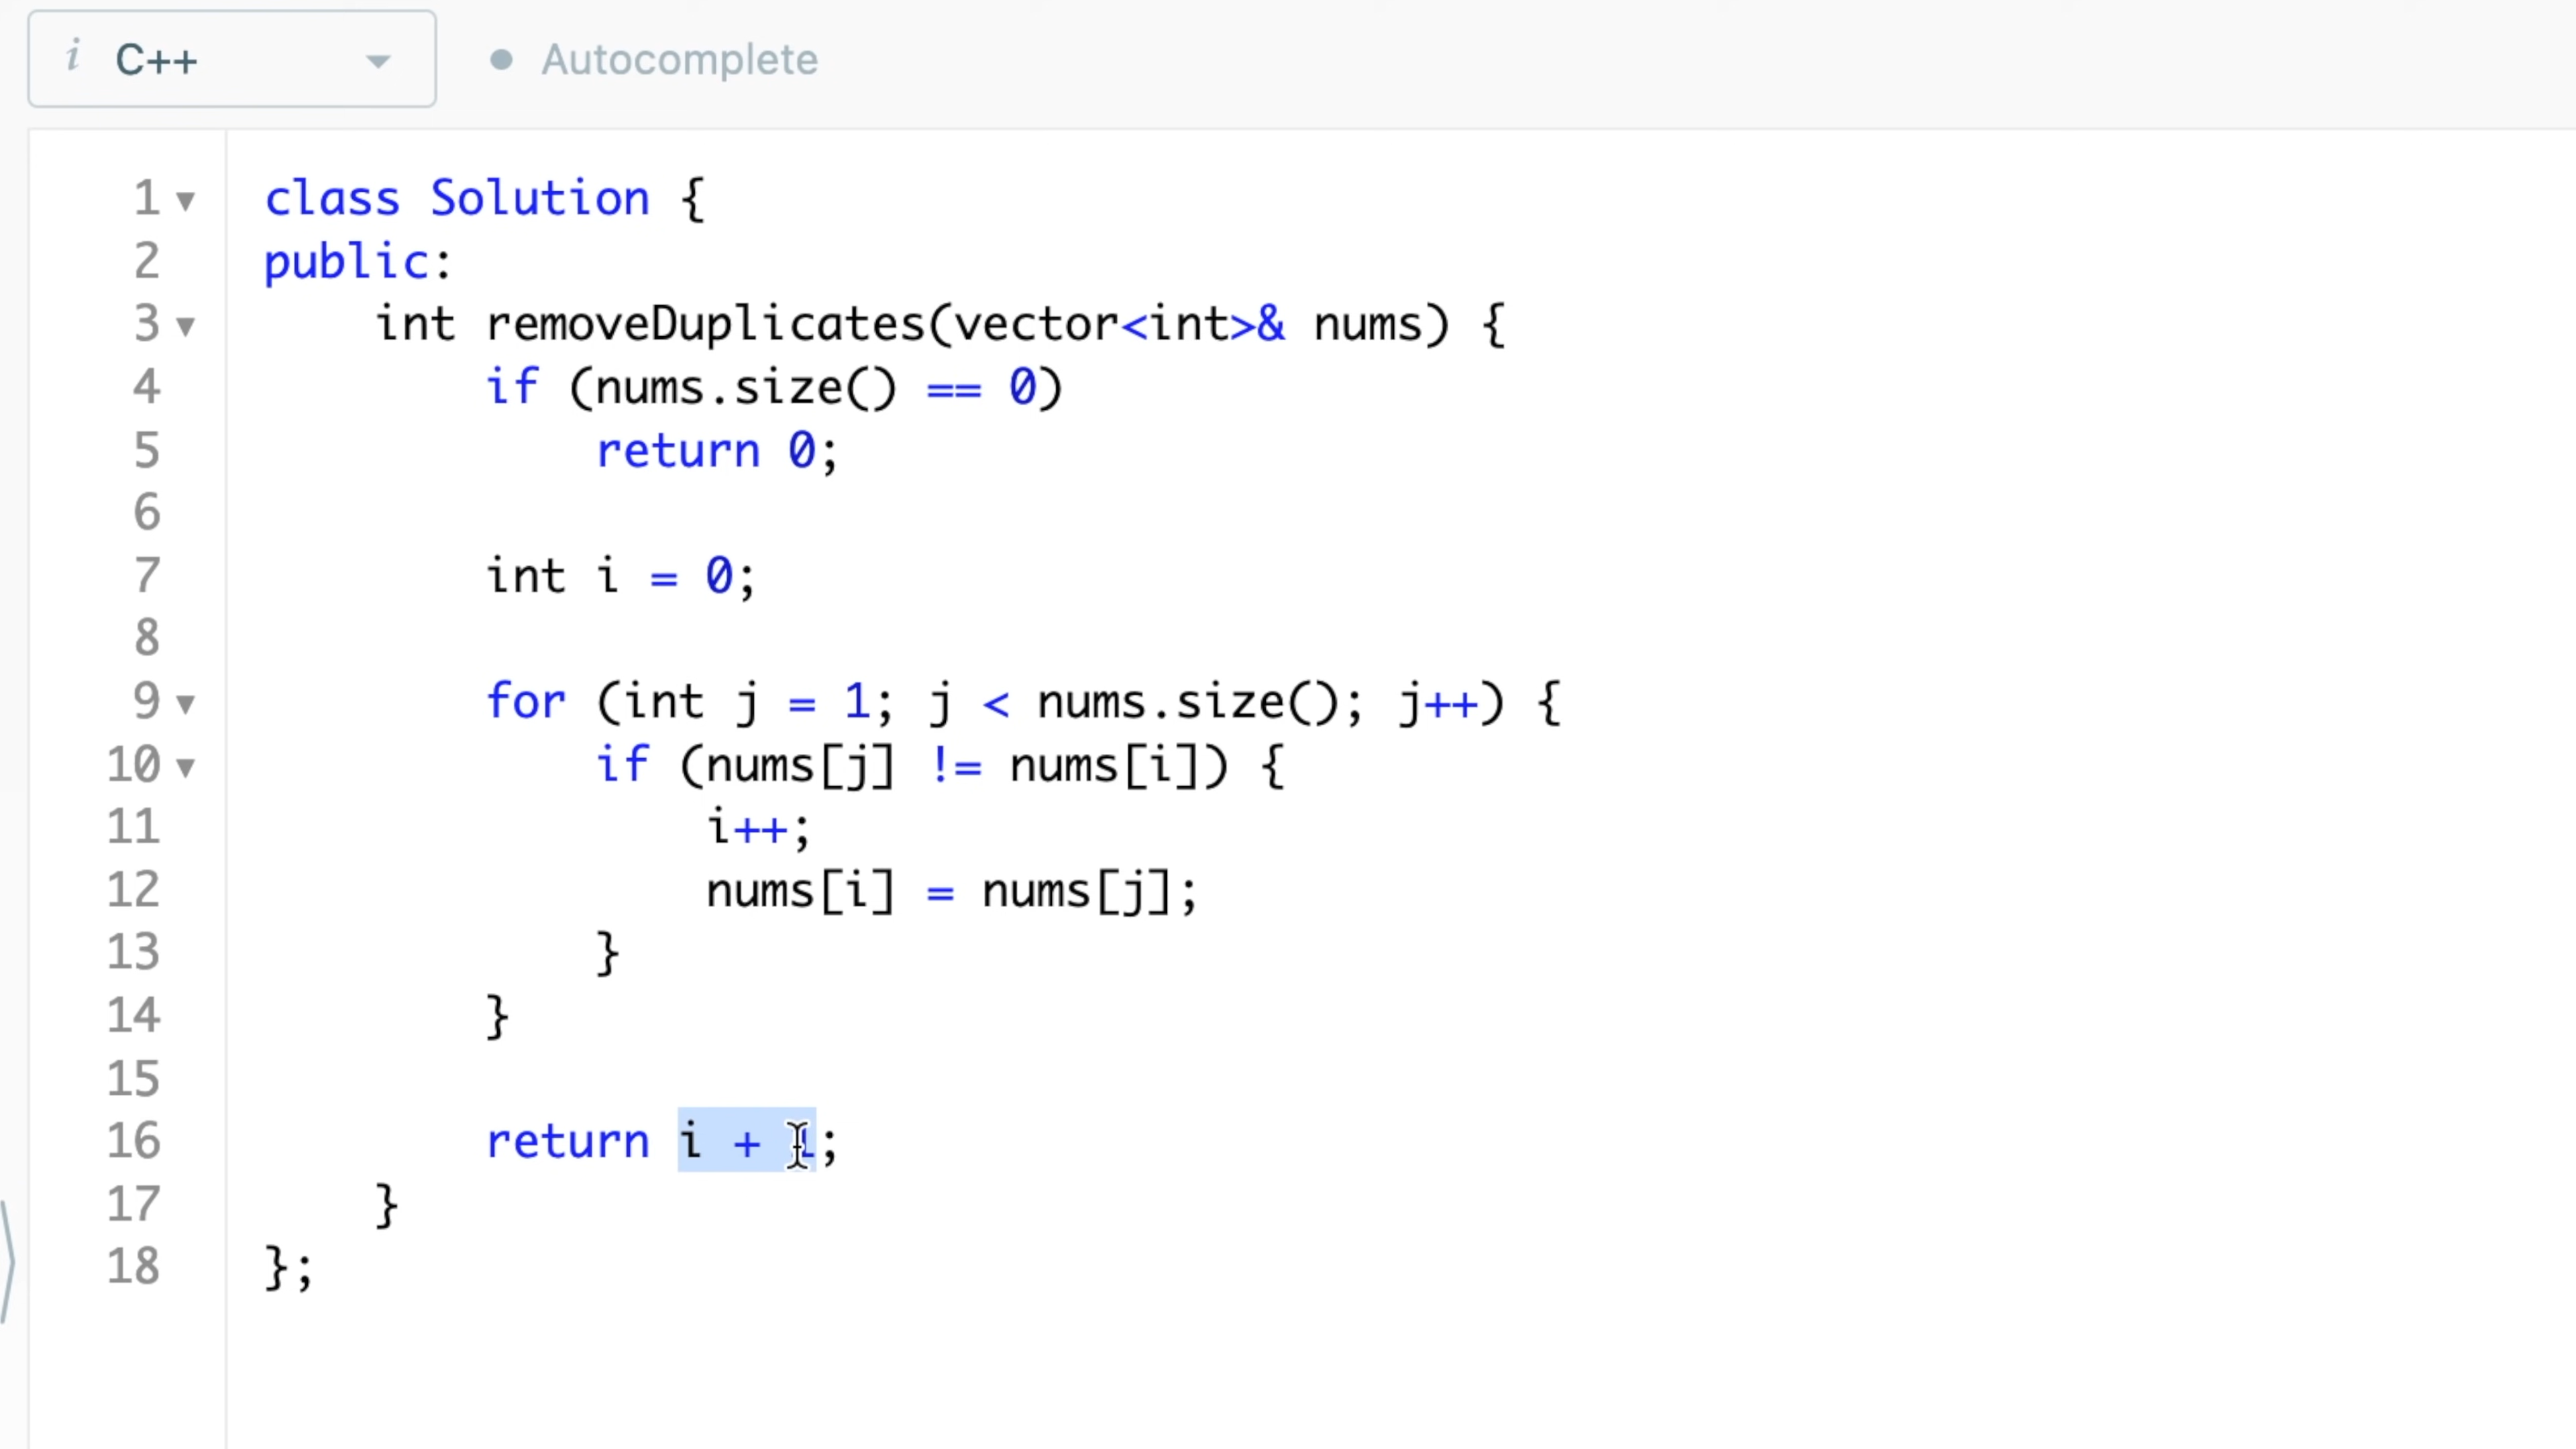 i C++ Autocomplete
1 class Solution {
2 public:
3 int removeDuplicates(vector<int>& nums) {
4 if (nums.size() == 0)
5 return 0;
6
7 int i = 0;
8
9 for (int j = 1; j < nums.size(); j++) {
10 if (nums[j] != nums[i]) {
11 i++;
12 nums[i] = nums[j];
13 }
14 }
15
16 return i + 1;
17 }
18 };